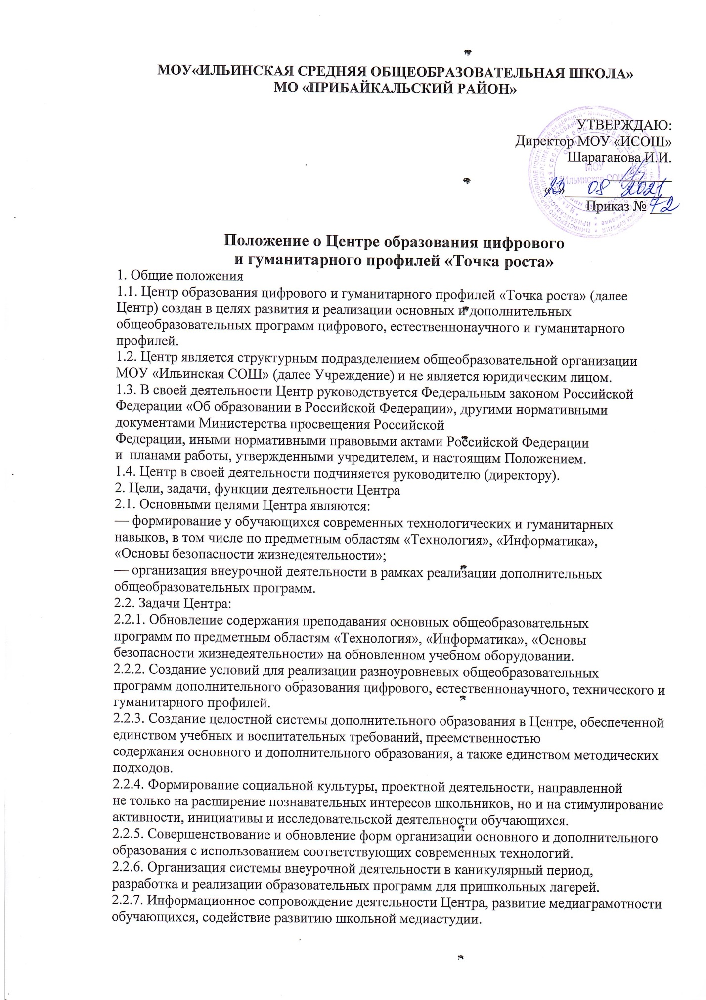 МОУ«ИЛЬИНСКАЯ СРЕДНЯЯ ОБЩЕОБРАЗОВАТЕЛЬНАЯ ШКОЛА»
МО «ПРИБАЙКАЛЬСКИЙ РАЙОН»
УТВЕРЖДАЮ:
Директор МОУ «ИСОШ»
Шараганова И.И.
МОУ
"Ильинская СОШ"
«23» 08 2021
Приказ № 72
Положение о Центре образования цифрового
и гуманитарного профилей «Точка роста»
1. Общие положения
1.1. Центр образования цифрового и гуманитарного профилей «Точка роста» (далее
Центр) создан в целях развития и реализации основных и дополнительных
общеобразовательных программ цифрового, естественнонаучного и гуманитарного
профилей.
1.2. Центр является структурным подразделением общеобразовательной организации
МОУ «Ильинская СОШ» (далее Учреждение) и не является юридическим лицом.
1.3. В своей деятельности Центр руководствуется Федеральным законом Российской
Федерации «Об образовании в Российской Федерации», другими нормативными
документами Министерства просвещения Российской
Федерации, иными нормативными правовыми актами Российской Федерации
и планами работы, утвержденными учредителем, и настоящим Положением.
1.4. Центр в своей деятельности подчиняется руководителю (директору).
2. Цели, задачи, функции деятельности Центра
2.1. Основными целями Центра являются:
— формирование у обучающихся современных технологических и гуманитарных
навыков, в том числе по предметным областям «Технология», «Информатика»,
«Основы безопасности жизнедеятельности»;
— организация внеурочной деятельности в рамках реализации дополнительных
общеобразовательных программ.
2.2. Задачи Центра:
2.2.1. Обновление содержания преподавания основных общеобразовательных
программ по предметным областям «Технология», «Информатика», «Основы
безопасности жизнедеятельности» на обновленном учебном оборудовании.
2.2.2. Создание условий для реализации разноуровневых общеобразовательных
программ дополнительного образования цифрового, естественнонаучного, технического и
гуманитарного профилей.
2.2.3. Создание целостной системы дополнительного образования в Центре, обеспеченной
единством учебных и воспитательных требований, преемственностью
содержания основного и дополнительного образования, а также единством методических
подходов.
2.2.4. Формирование социальной культуры, проектной деятельности, направленной
не только на расширение познавательных интересов школьников, но и на стимулирование
активности, инициативы и исследовательской деятельности обучающихся.
2.2.5. Совершенствование и обновление форм организации основного и дополнительного
образования с использованием соответствующих современных технологий.
2.2.6. Организация системы внеурочной деятельности в каникулярный период,
разработка и реализации образовательных программ для пришкольных лагерей.
2.2.7. Информационное сопровождение деятельности Центра, развитие медиаграмотности
обучающихся, содействие развитию школьной медиастудии.